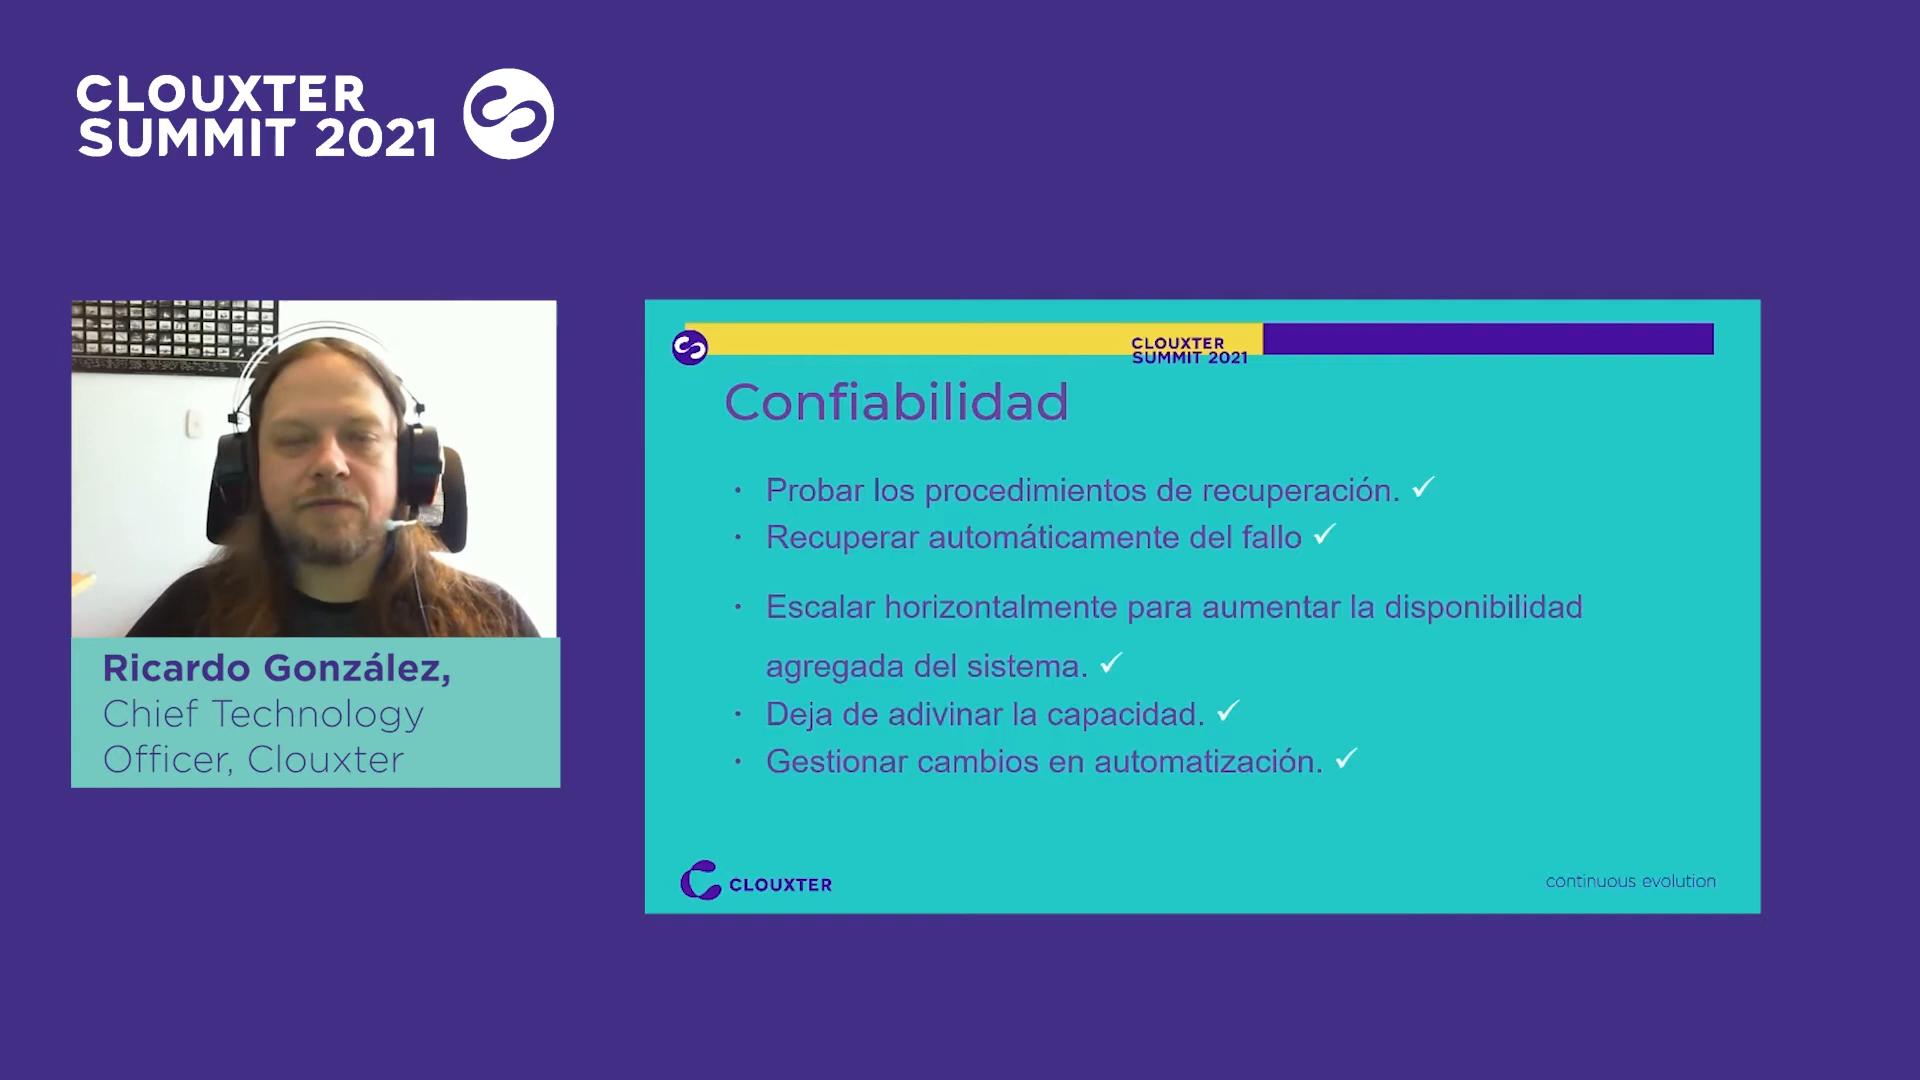 CLOUXTER
SUMMIT 2021
Ricardo González,
Chief Technology
Officer, Clouxter
CLOUXTER
SUMMIT 2021
Confiabilidad
· Probar los procedimientos de recuperación. ✓
· Recuperar automáticamente del fallo ✓
· Escalar horizontalmente para aumentar la disponibilidad
agregada del sistema. ✓
· Deja de adivinar la capacidad. ✓
· Gestionar cambios en automatización. ✓
CLOUXTER
continuous evolution